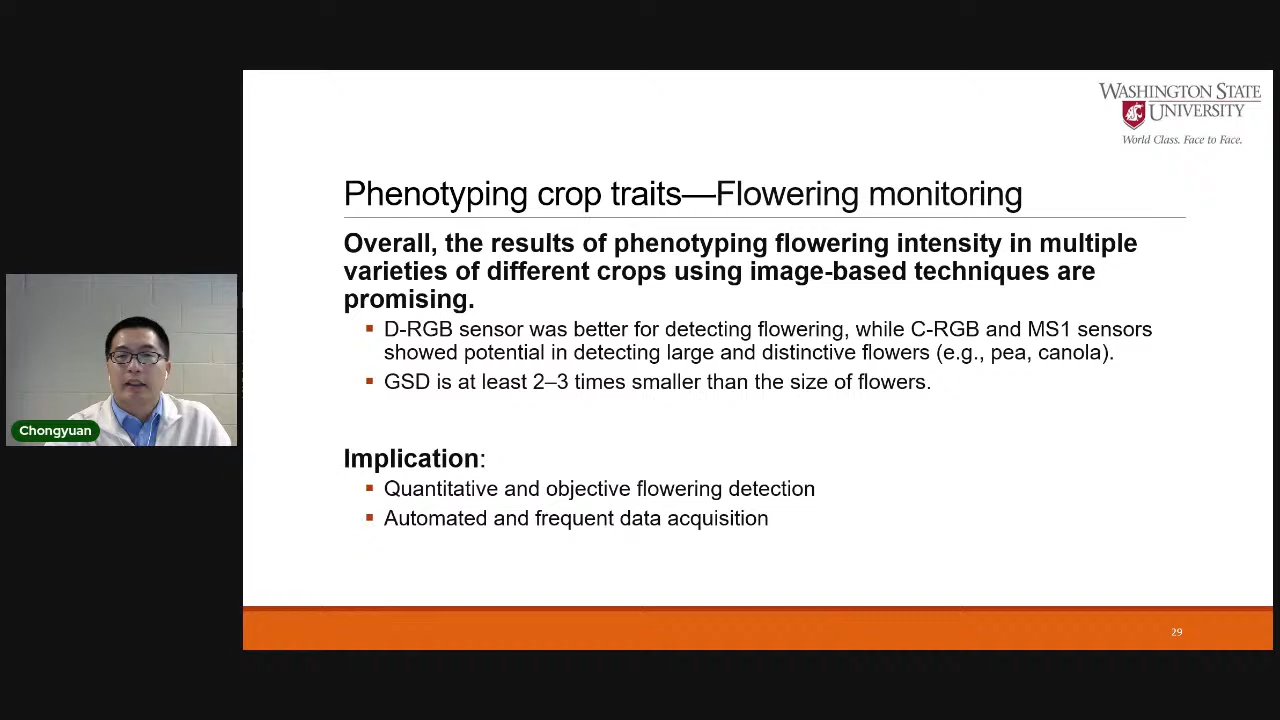 WASHINGTON STATE
UNIVERSITY
World Class. Face to Face.
Phenotyping crop traits—Flowering monitoring
Overall, the results of phenotyping flowering intensity in multiple
varieties of different crops using image-based techniques are
promising.
▪ D-RGB sensor was better for detecting flowering, while C-RGB and MS1 sensors
showed potential in detecting large and distinctive flowers (e.g., pea, canola).
▪ GSD is at least 2–3 times smaller than the size of flowers.
Chongyuan
Implication:
▪ Quantitative and objective flowering detection
▪ Automated and frequent data acquisition
29